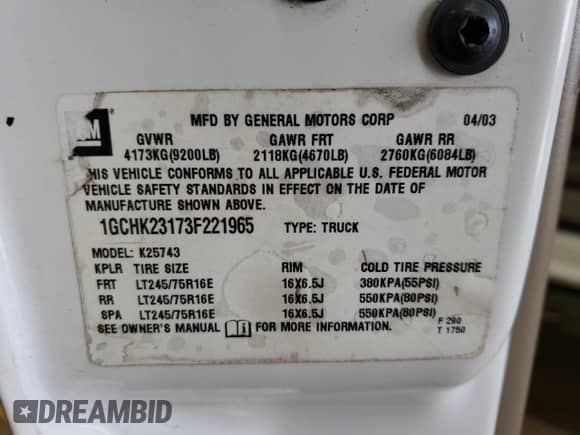 GM
MFD BY GENERAL MOTORS CORP 04/03
GVWR GAWR FRT GAWR RR
4173KG(9200LB) 2118KG(4670LB) 2760KG(6084LB)
THIS VEHICLE CONFORMS TO ALL APPLICABLE U.S. FEDERAL MOTOR
VEHICLE SAFETY STANDARDS IN EFFECT ON THE DATE OF
MANUFACTURE SHOWN ABOVE.
1GCHK23173F221965 TYPE: TRUCK
MODEL: K25743
KPLR TIRE SIZE RIM COLD TIRE PRESSURE
FRT LT245/75R16E 16X6.5J 380KPA(55PSI)
RR LT245/75R16E 16X6.5J 550KPA(80PSI)
SPA LT245/75R16E 16X6.5J 550KPA(80PSI)
SEE OWNER'S MANUAL FOR MORE INFORMATION. F 290
T 1750
DREAMBID